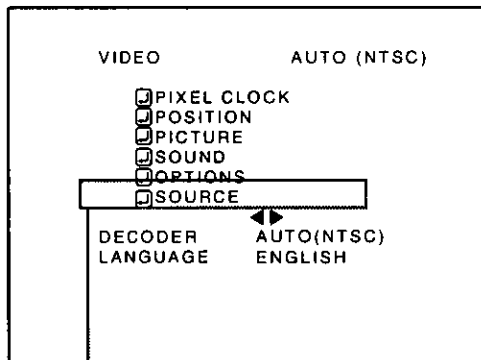 VIDEO AUTO (NTSC)
PIXEL CLOCK
POSITION
PICTURE
SOUND
OPTIONS
SOURCE
DECODER AUTO(NTSC)
LANGUAGE ENGLISH